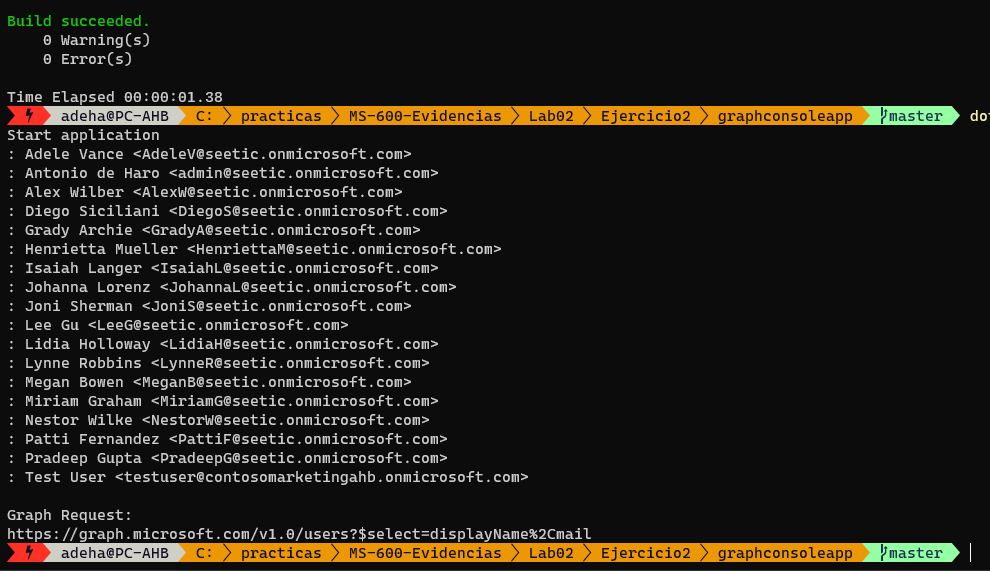 Build succeeded.
    0 Warning(s)
    0 Error(s)

Time Elapsed 00:00:01.38
adeha@PC-AHB C: practicas MS-600-Evidencias Lab02 Ejercicio2 graphconsoleapp master do
Start application
: Adele Vance <AdeleV@seetic.onmicrosoft.com>
: Antonio de Haro <admin@seetic.onmicrosoft.com>
: Alex Wilber <AlexW@seetic.onmicrosoft.com>
: Diego Siciliani <DiegoS@seetic.onmicrosoft.com>
: Grady Archie <GradyA@seetic.onmicrosoft.com>
: Henrietta Mueller <HenriettaM@seetic.onmicrosoft.com>
: Isaiah Langer <IsaiahL@seetic.onmicrosoft.com>
: Johanna Lorenz <JohannaL@seetic.onmicrosoft.com>
: Joni Sherman <JoniS@seetic.onmicrosoft.com>
: Lee Gu <LeeG@seetic.onmicrosoft.com>
: Lidia Holloway <LidiaH@seetic.onmicrosoft.com>
: Lynne Robbins <LynneR@seetic.onmicrosoft.com>
: Megan Bowen <MeganB@seetic.onmicrosoft.com>
: Miriam Graham <MiriamG@seetic.onmicrosoft.com>
: Nestor Wilke <NestorW@seetic.onmicrosoft.com>
: Patti Fernandez <PattiF@seetic.onmicrosoft.com>
: Pradeep Gupta <PradeepG@seetic.onmicrosoft.com>
: Test User <testuser@contosomarketingahb.onmicrosoft.com>

Graph Request:
https://graph.microsoft.com/v1.0/users?$select=displayName%2Cmail
adeha@PC-AHB C: practicas MS-600-Evidencias Lab02 Ejercicio2 graphconsoleapp master